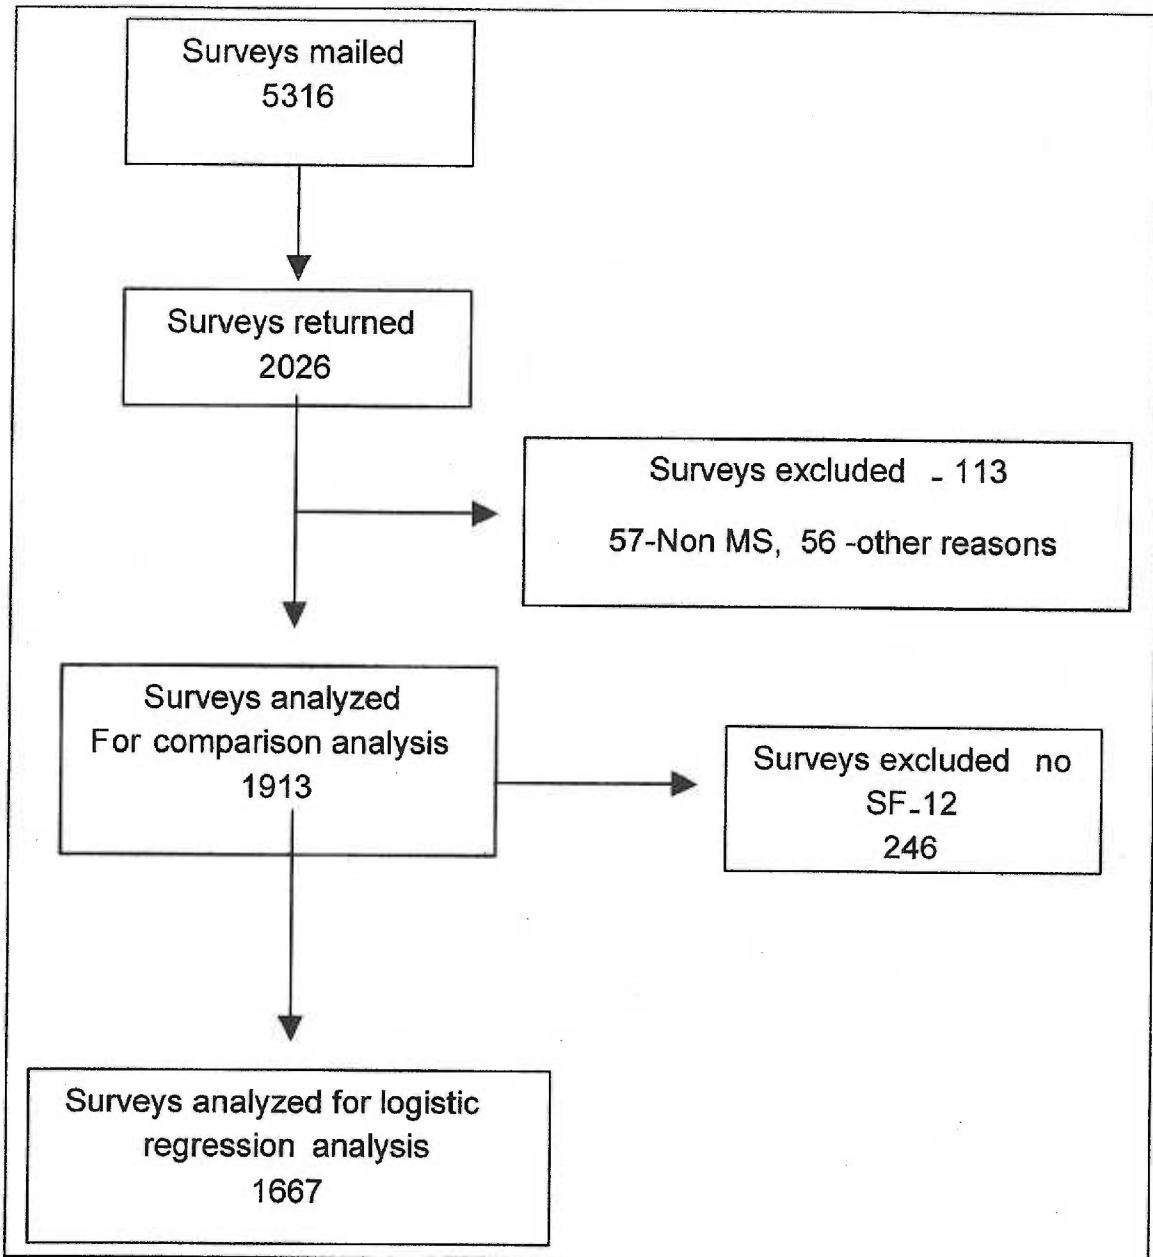 Surveys mailed
5316
Surveys returned
2026
Surveys excluded - 113
57-Non MS, 56 -other reasons
Surveys analyzed
For comparison analysis
1913
Surveys excluded no
SF-12
246
Surveys analyzed for logistic
regression analysis
1667